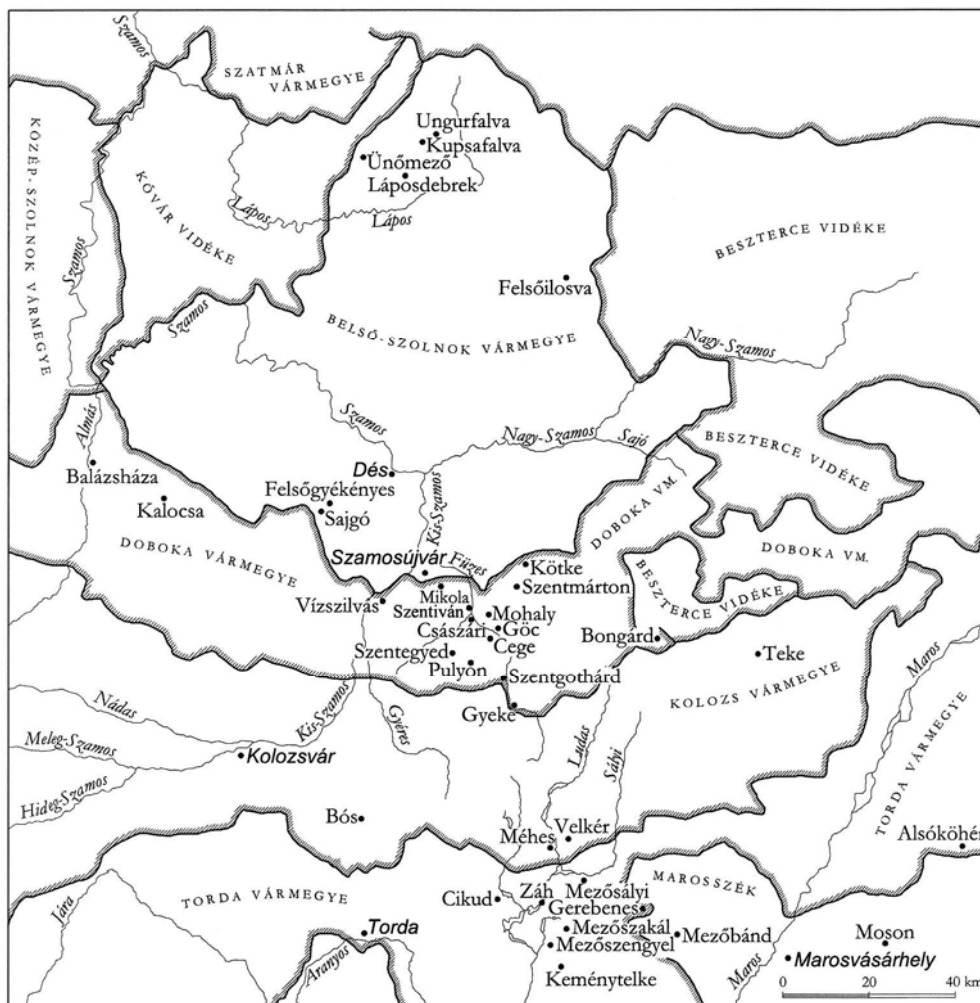 Szamos
SZATMÁR
VÁRMEGYE
KÖZÉP-SZOLNOK VÁRMEGYE
Ungurfalva
Kupsafalva
Ünőmező
Láposdebrek
KŐVÁR
VIDÉKE
Lápos
Lápos
Szamos
BESZTERCE VIDÉKE
Felsőilosva
Szamos
BELSŐ-SZOLNOK VÁRMEGYE
Nagy-Szamos
Almás
Szamos
Nagy-Szamos
Sajó
BESZTERCE VIDÉKE
Balázsháza
Dés
Kalocsa
Felsőgyékényes
Sajgó
Kis-Szamos
DOBOKA VM.
DOBOKA VÁRMEGYE
Szamosújvár
Füzes
Kötke
DOBOKA VM.
Szentmárton
BESZTERCE VIDÉKE
Vízszilvás
Mikola
Szentiván
Mohaly
Császári
Göc
Cege
Bongárd
Szentegyed
Pulyon
Teke
Szentgothárd
KOLOZS VÁRMEGYE
Maros
Gyeke
Nádas
Kis-Szamos
Gyéres
Ludas
Sályi
Meleg-Szamos
Kolozsvár
Hideg-Szamos
TORDA VÁRMEGYE
Bós
Velkér
Méhes
Alsóköhér
Jára
TORDA VÁRMEGYE
Cikud
Záh
Mezősályi
MAROSSZÉK
Gerebenes
Torda
Mezőszakál
Mezőbánd
Moson
Mezőszengyel
Aranyos
Keménytelke
Maros
Marosvásárhely
0 20 40 km